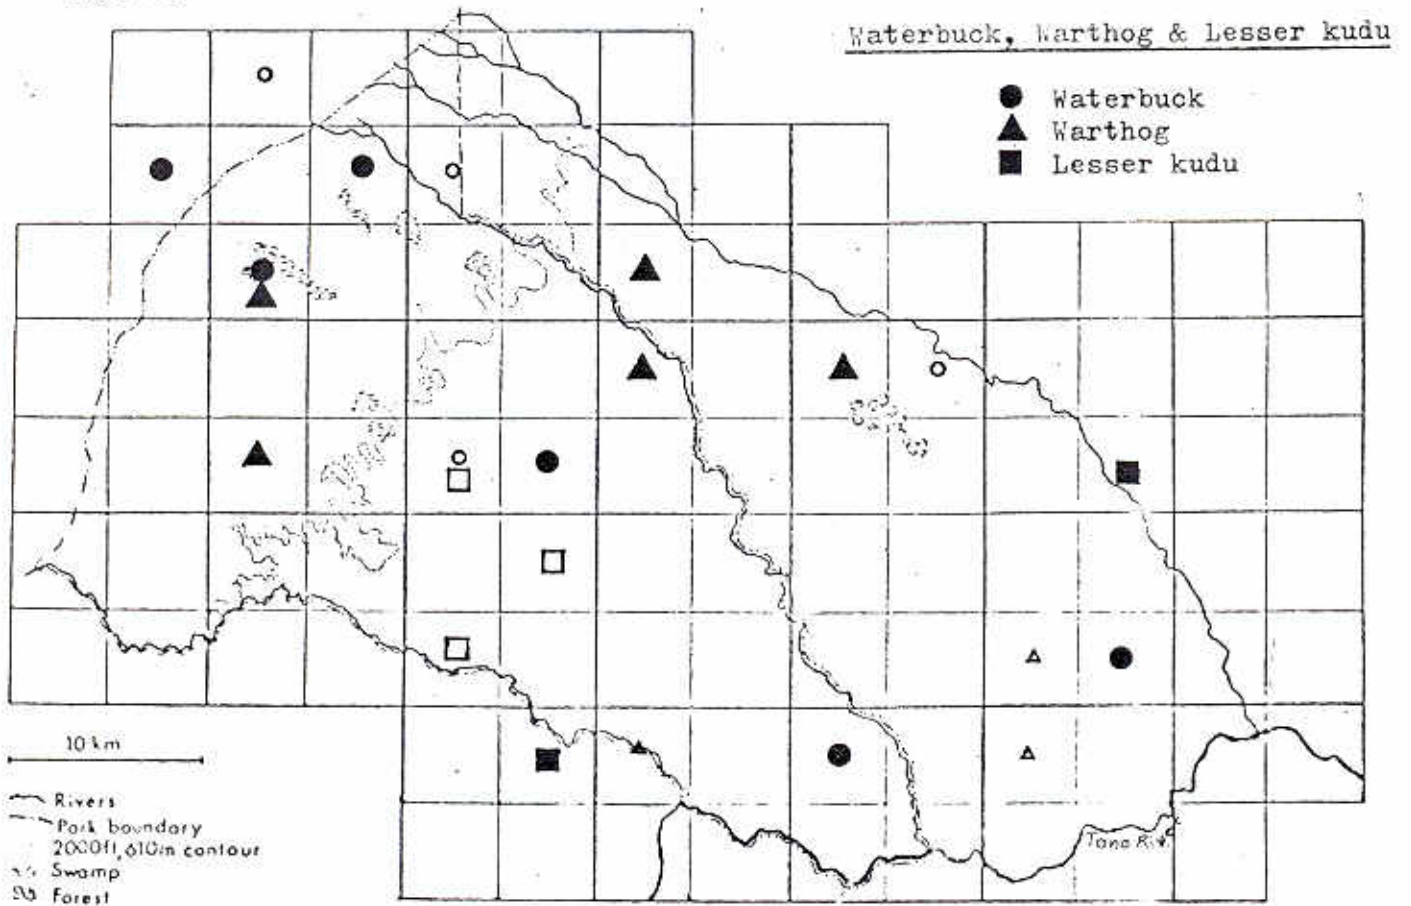 Waterbuck, Warthog & Lesser kudu
Waterbuck
Warthog
Lesser kudu
10 km
Rivers
Park boundary
2000ft, 610m contour
Swamp
Forest
Tana Riv.